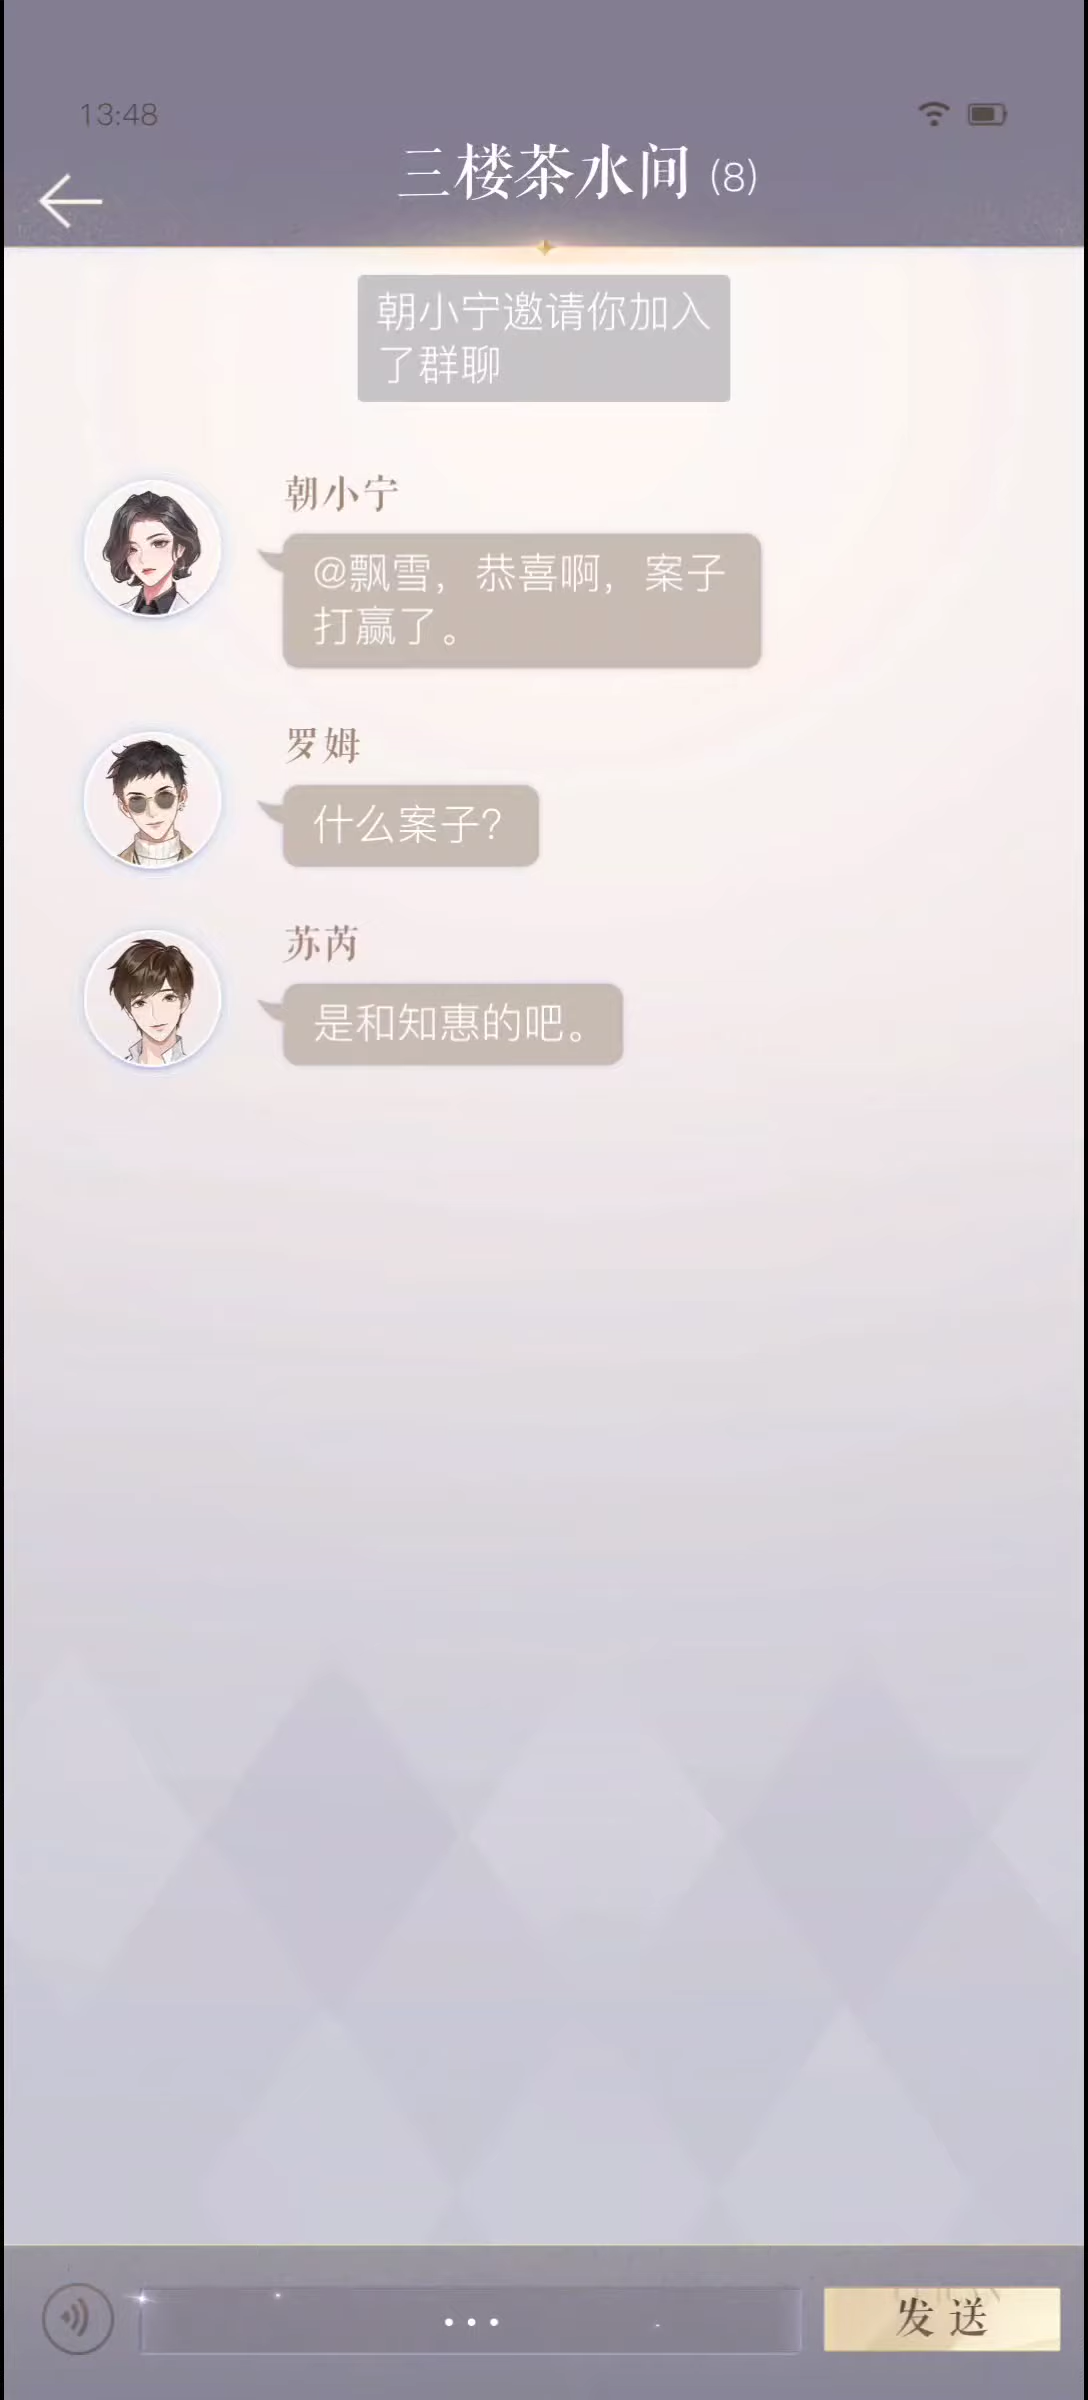 13:48
三楼茶水间 (8)
朝小宁邀请你加入
了群聊
朝小宁
@飘雪，恭喜啊，案子
打赢了。
罗姆
什么案子?
苏芮
是和知惠的吧。
...
发送